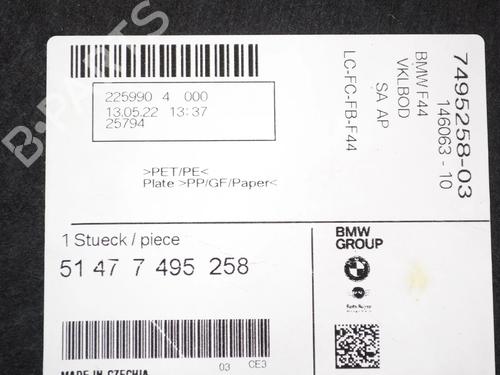 225990 4 000
13.05.22 13:37
25794
>PET/PE<
Plate >PP/GF/Paper<
LC-FC-FB-F44
SA AP
VKLBOD
BMW F44
146063 - 10
7495258-03
1 Stueck / piece
51 47 7 495 258
BMW
GROUP
03 CE3
MADE IN CZECHIA
B-PARTS